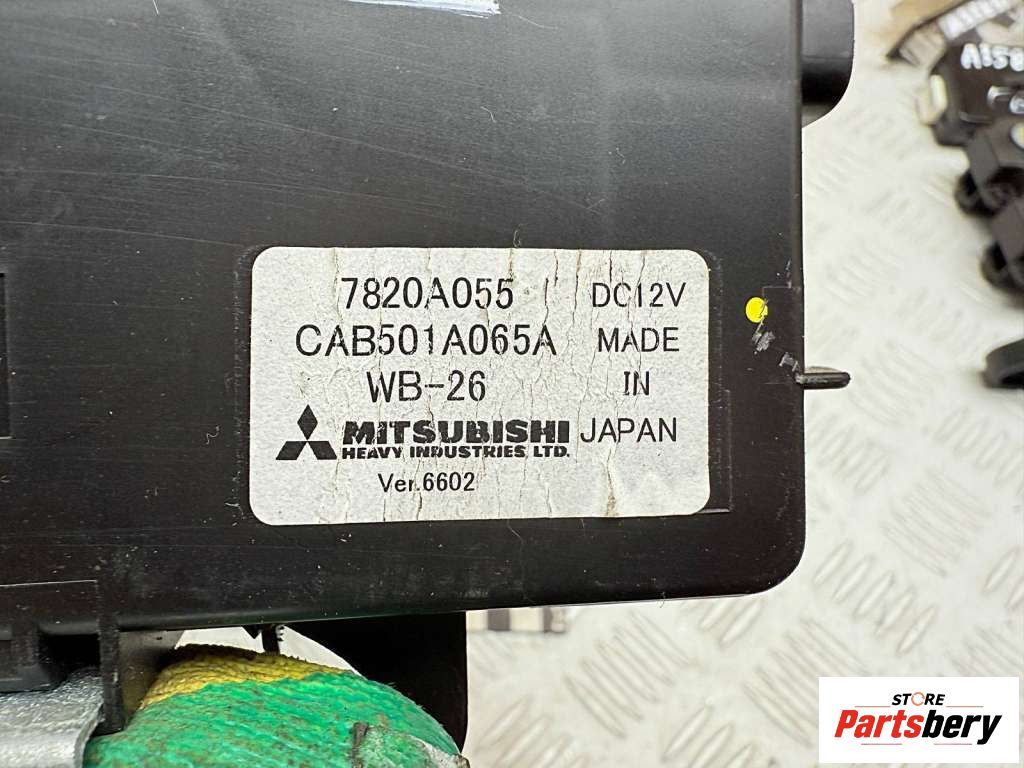 7820A055 DC12V
CAB501A065A MADE
WB-26 IN
MITSUBISHI JAPAN
HEAVY INDUSTRIES LTD.
Ver.6602
STORE
Partsbery